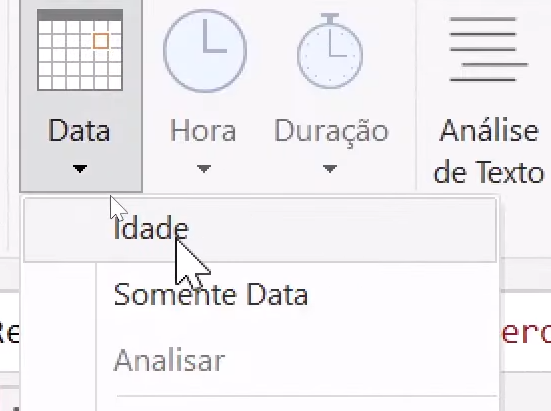 Data
Hora
Duração
Análise
de Texto
Idade
Somente Data
Analisar